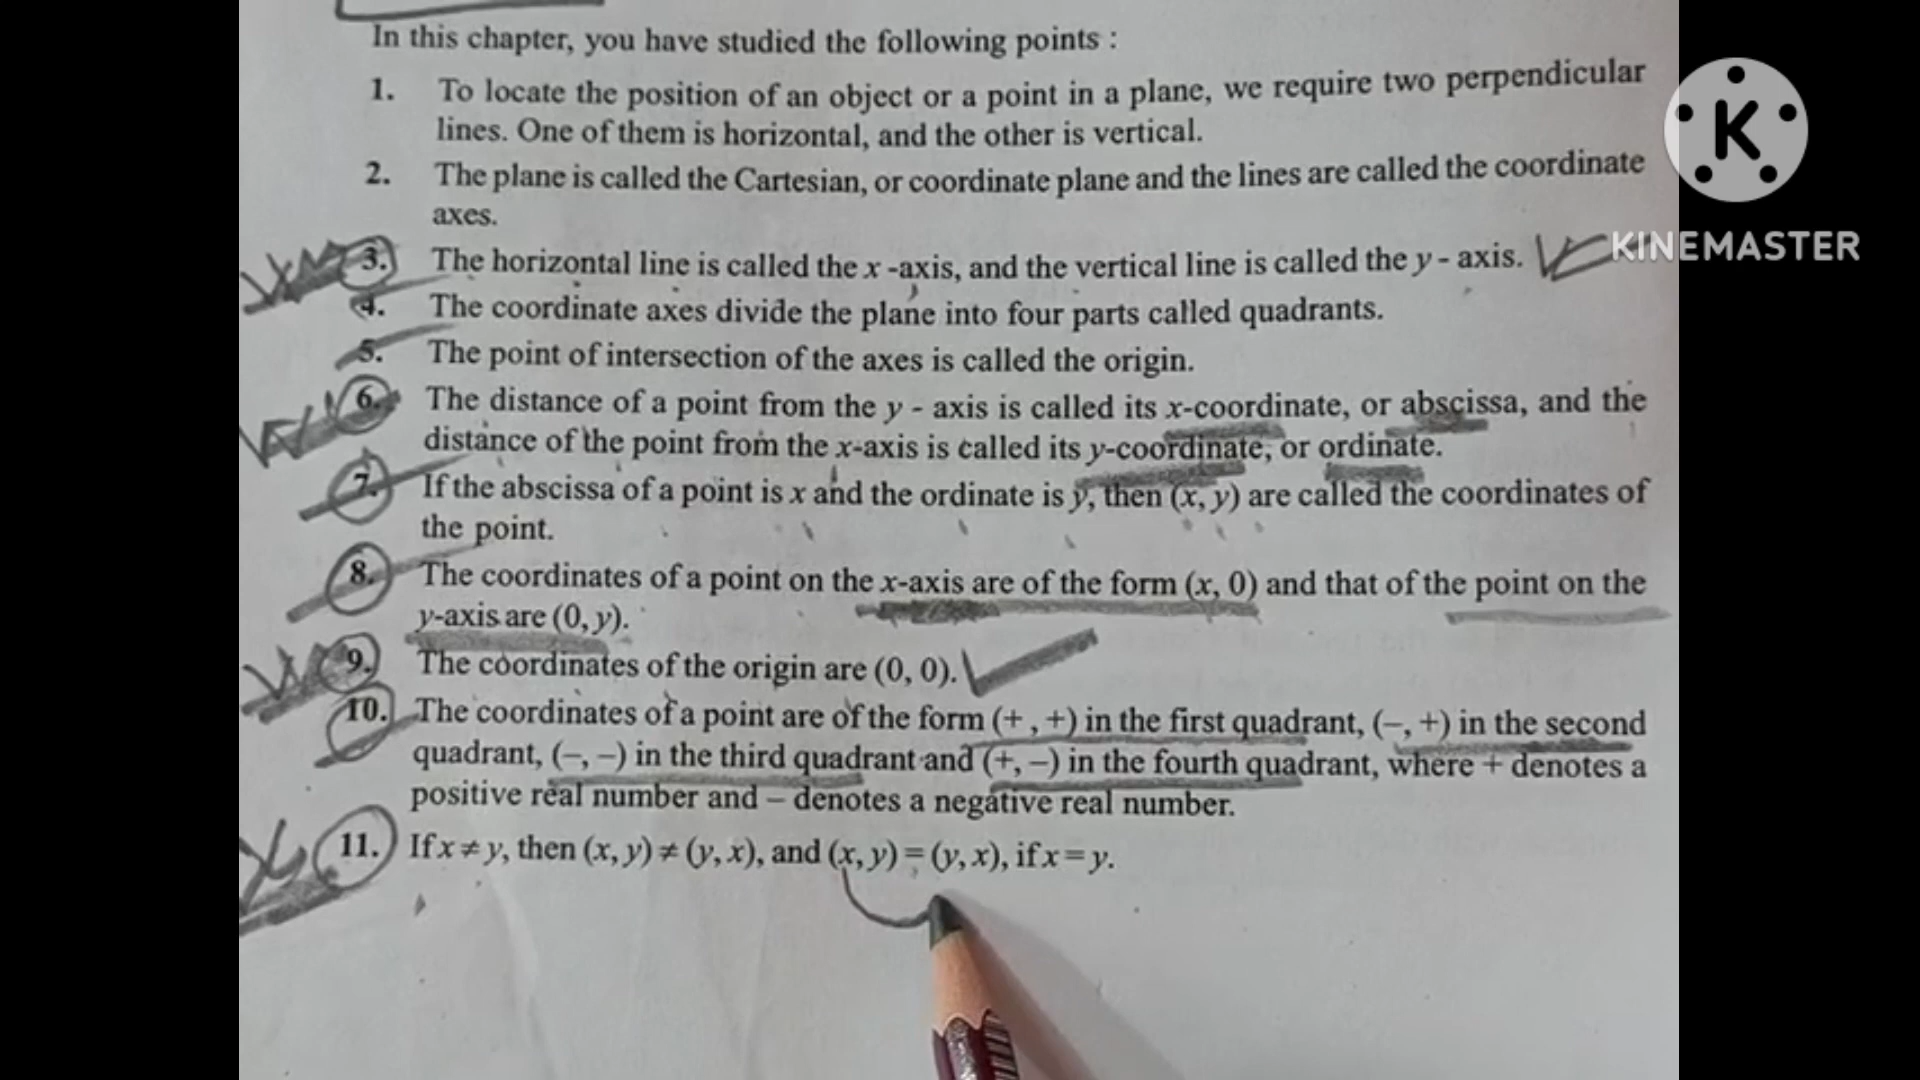 In this chapter, you have studied the following points :
1. To locate the position of an object or a point in a plane, we require two perpendicular
lines. One of them is horizontal, and the other is vertical.
2. The plane is called the Cartesian, or coordinate plane and the lines are called the coordinate
axes.
3. The horizontal line is called the x -axis, and the vertical line is called the y - axis.
4. The coordinate axes divide the plane into four parts called quadrants.
5. The point of intersection of the axes is called the origin.
6. The distance of a point from the y - axis is called its x-coordinate, or abscissa, and the
distance of the point from the x-axis is called its y-coordinate, or ordinate.
7. If the abscissa of a point is x and the ordinate is y, then (x, y) are called the coordinates of
the point.
8. The coordinates of a point on the x-axis are of the form (x, 0) and that of the point on the
y-axis are (0, y).
9. The coordinates of the origin are (0, 0).
10. The coordinates of a point are of the form (+ , +) in the first quadrant, (–, +) in the second
quadrant, (–, –) in the third quadrant and (+, –) in the fourth quadrant, where + denotes a
positive real number and – denotes a negative real number.
11. If x ≠ y, then (x, y) ≠ (y, x), and (x, y) = (y, x), if x = y.
K
KINEMASTER